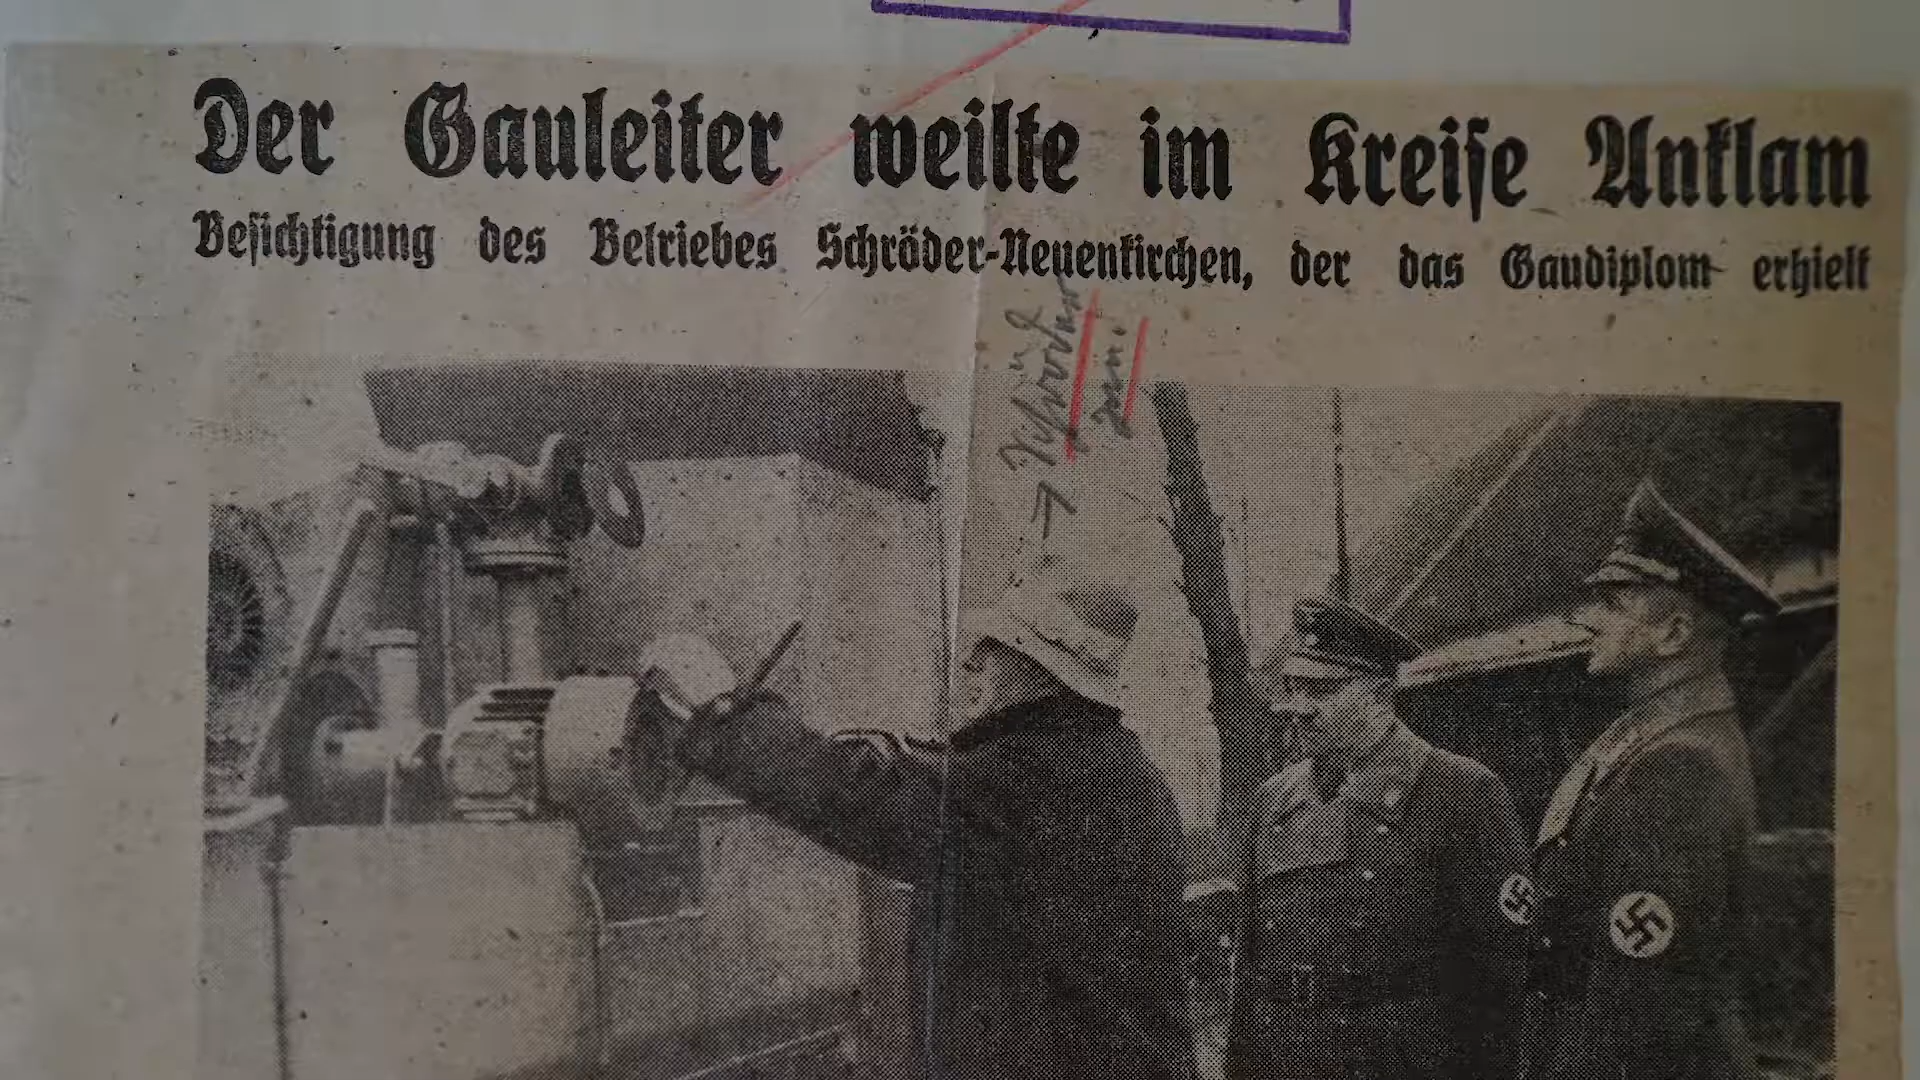 Der Gauleiter weilte im Kreise Anklam
Besichtigung des Betriebes Schröder-Neuenkirchen, der das Gaudiplom erhielt